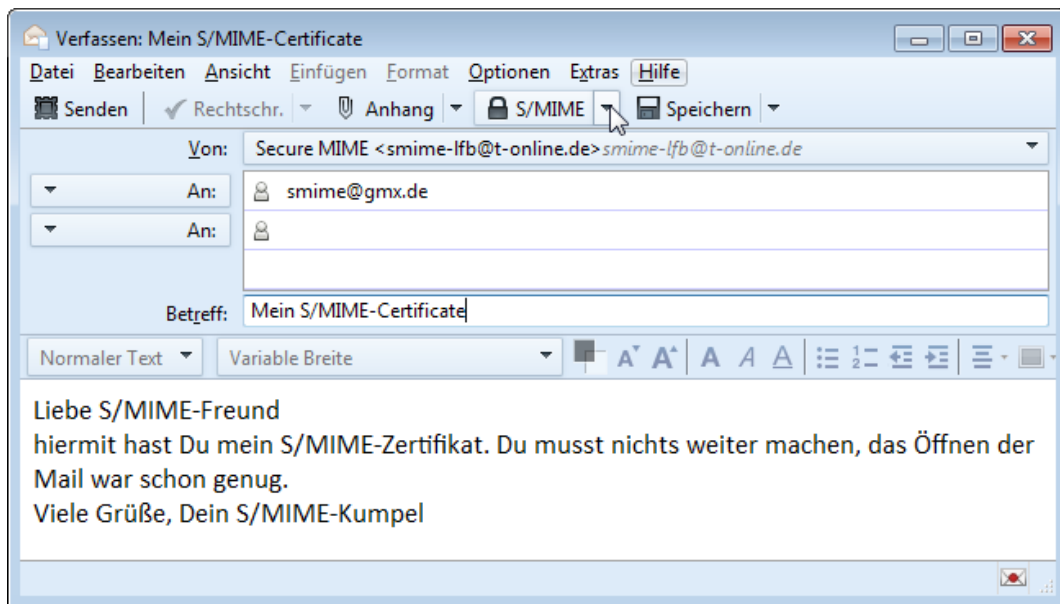 Verfassen: Mein S/MIME-Certificate
Datei Bearbeiten Ansicht Einfügen Format Optionen Extras Hilfe
Senden Rechtschr. Anhang S/MIME Speichern
Von: Secure MIME <smime-lfb@t-online.de> smime-lfb@t-online.de
An: smime@gmx.de
An:
Betreff: Mein S/MIME-Certificate
Normaler Text Variable Breite
Liebe S/MIME-Freund
hiermit hast Du mein S/MIME-Zertifikat. Du musst nichts weiter machen, das Öffnen der
Mail war schon genug.
Viele Grüße, Dein S/MIME-Kumpel